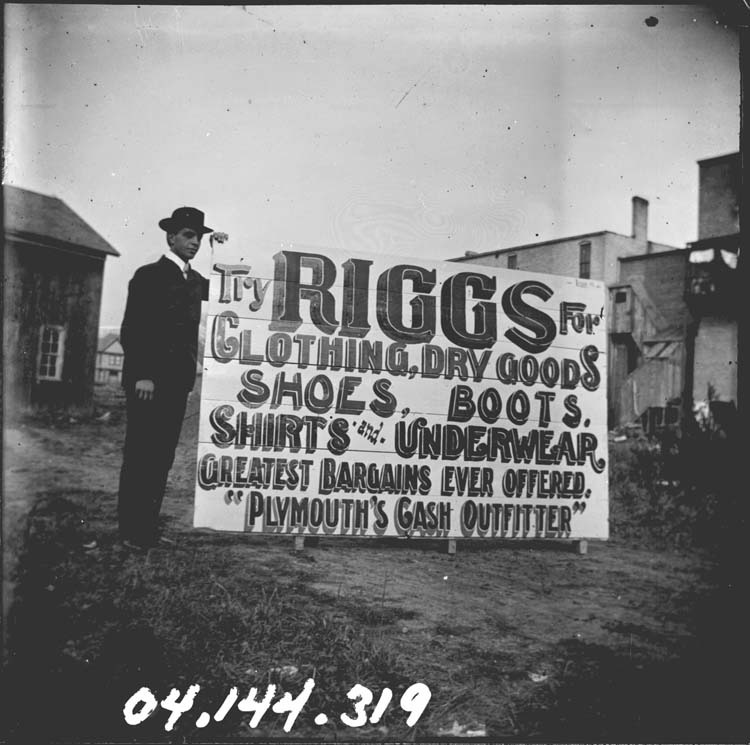 Try RIGGS For
CLOTHING, DRY GOODS
SHOES, BOOTS.
SHIRT'S and UNDERWEAR
GREATEST BARGAINS EVER OFFERED.
"PLYMOUTH'S CASH OUTFITTER"
04.144.319